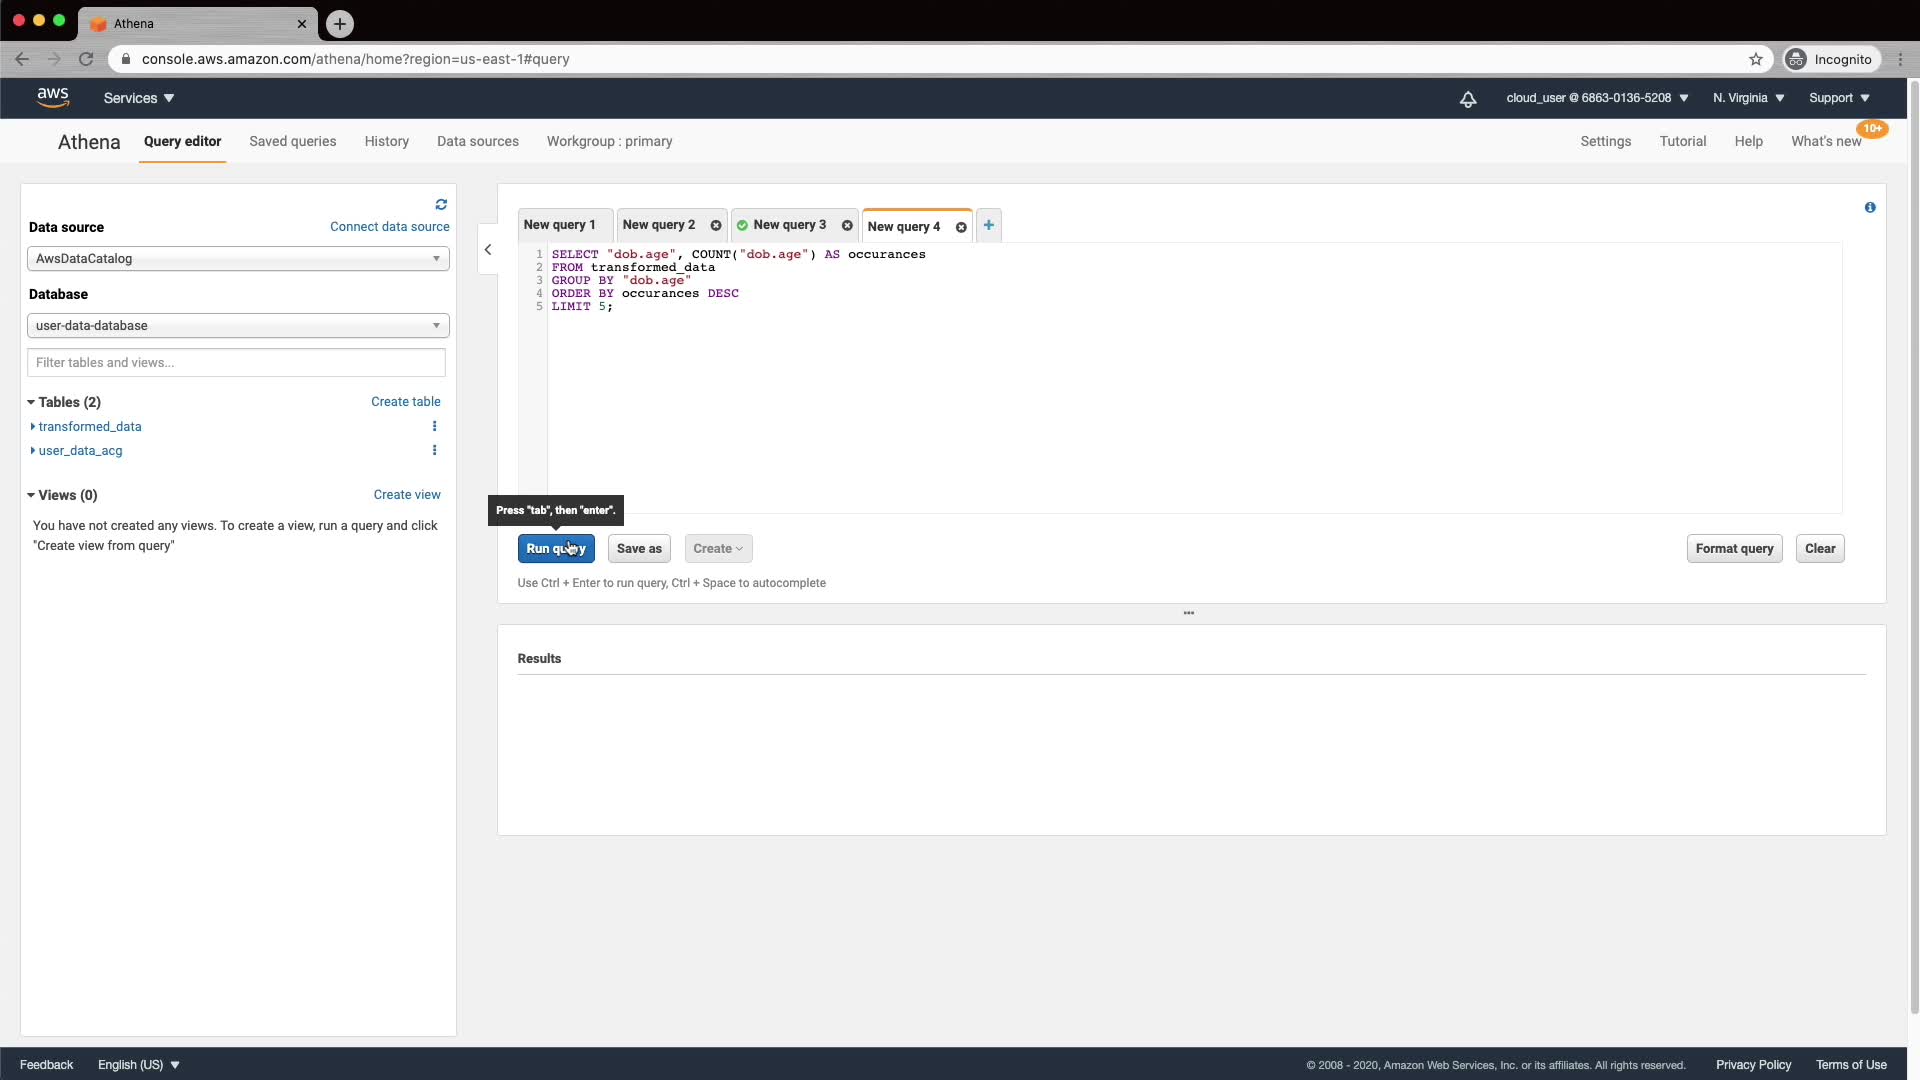 Athena
console.aws.amazon.com/athena/home?region=us-east-1#query
Incognito
aws
Services
cloud_user @ 6863-0136-5208
N. Virginia
Support
Athena
Query editor
Saved queries
History
Data sources
Workgroup : primary
Settings
Tutorial
Help
What's new
10+
Data source
Connect data source
AwsDataCatalog
Database
user-data-database
Filter tables and views...
Tables (2)
Create table
transformed_data
user_data_acg
Views (0)
Create view
You have not created any views. To create a view, run a query and click
"Create view from query"
New query 1
New query 2
New query 3
New query 4
1 SELECT "dob.age", COUNT("dob.age") AS occurances
2 FROM transformed_data
3 GROUP BY "dob.age"
4 ORDER BY occurances DESC
5 LIMIT 5;
Press "tab", then "enter".
Run query
Save as
Create
Format query
Clear
Use Ctrl + Enter to run query, Ctrl + Space to autocomplete
Results
Feedback
English (US)
© 2008 - 2020, Amazon Web Services, Inc. or its affiliates. All rights reserved.
Privacy Policy
Terms of Use